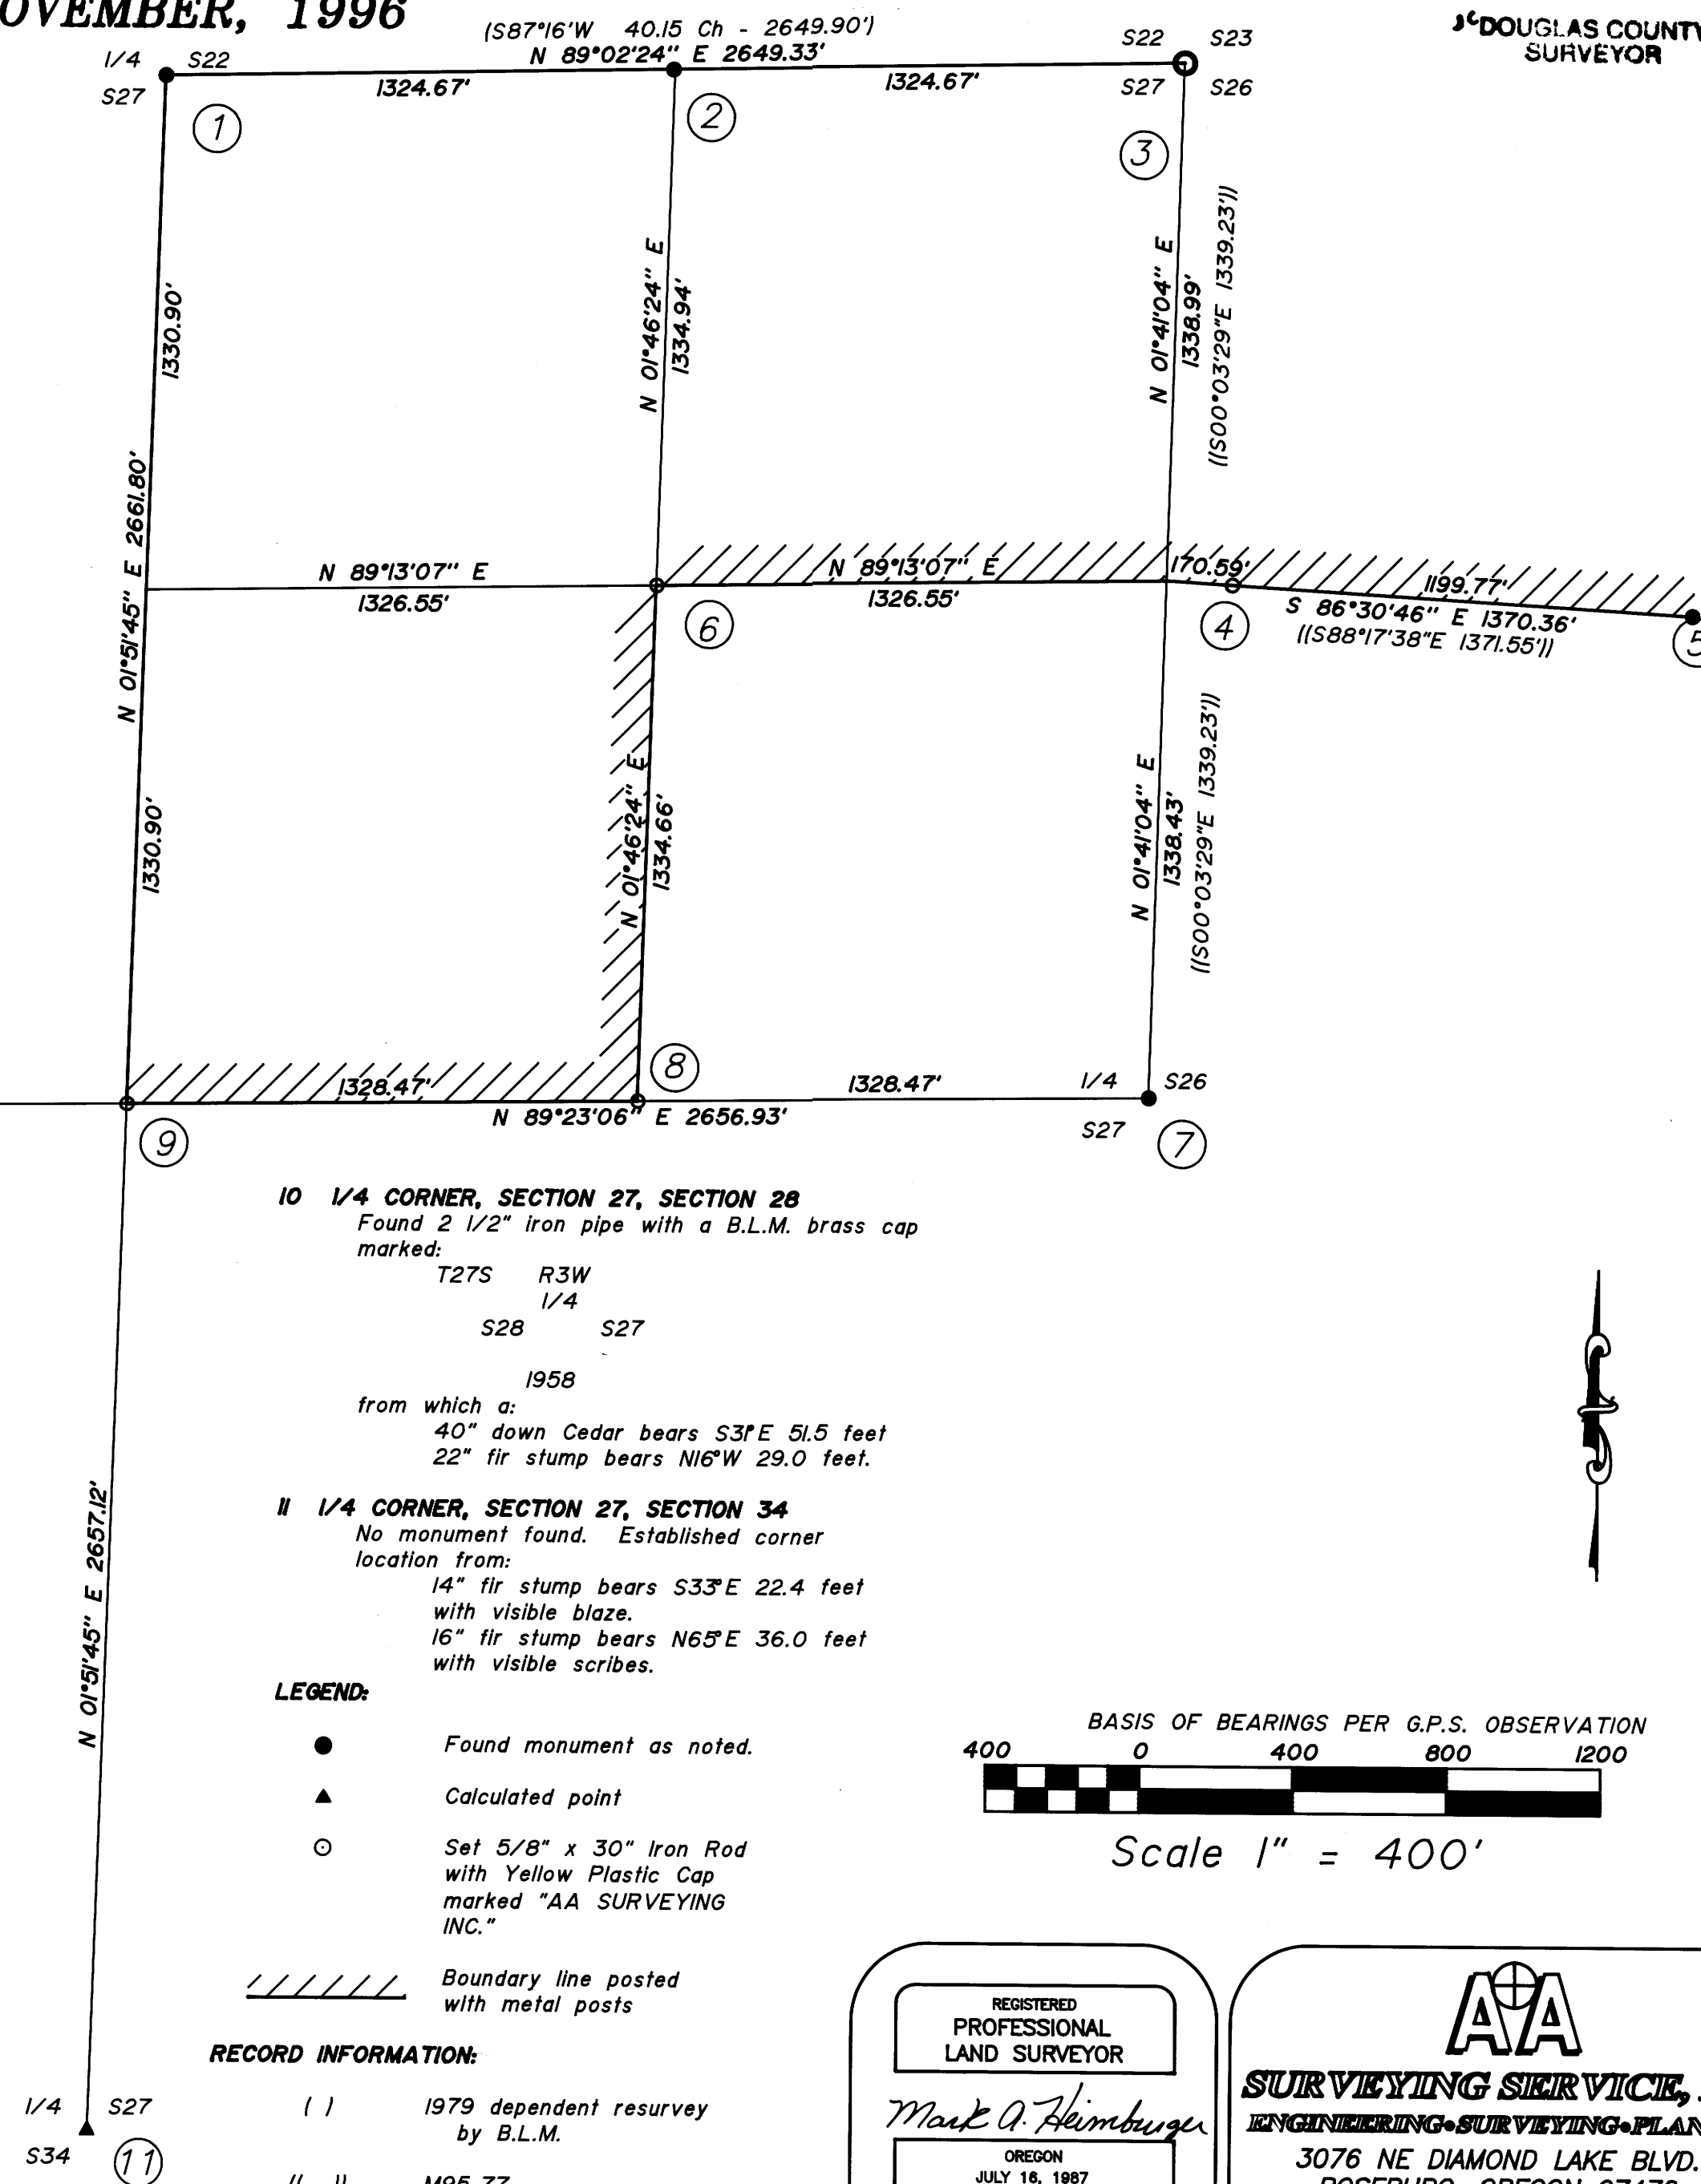 OVEMBER, 1996
(S87°16'W 40.15 Ch - 2649.90')
N 89°02'24" E 2649.33'
DOUGLAS COUNTY
SURVEYOR
1/4 S22
S27
1324.67'
1324.67'
S22 S23
S27 S26
1
2
3
1330.90'
N 01°46'24" E
1334.94'
N 01°41'04" E
1338.99'
((S00°03'29"E 1339.23'))
N 01°51'45" E 2661.80'
N 89°13'07" E
1326.55'
N 89°13'07" E
1326.55'
170.59'
1199.77'
S 86°30'46" E 1370.36'
((S88°17'38"E 1371.55'))
6
4
5
1330.90'
N 01°46'24" E
1334.66'
N 01°41'04" E
1338.43'
((S00°03'29"E 1339.23'))
1328.47'
8
1328.47'
1/4 S26
S27
N 89°23'06" E 2656.93'
9
7
10 1/4 CORNER, SECTION 27, SECTION 28
Found 2 1/2" iron pipe with a B.L.M. brass cap
marked:
T27S R3W
1/4
S28 S27
1958
from which a:
40" down Cedar bears S31°E 51.5 feet
22" fir stump bears N16°W 29.0 feet.
11 1/4 CORNER, SECTION 27, SECTION 34
No monument found. Established corner
location from:
14" fir stump bears S33°E 22.4 feet
with visible blaze.
16" fir stump bears N65°E 36.0 feet
with visible scribes.
N 01°51'45" E 2657.12'
LEGEND:
Found monument as noted.
Calculated point
Set 5/8" x 30" Iron Rod
with Yellow Plastic Cap
marked "AA SURVEYING
INC."
Boundary line posted
with metal posts
RECORD INFORMATION:
( ) 1979 dependent resurvey
by B.L.M.
(( )) M95-77
1/4 S27
S34
11
BASIS OF BEARINGS PER G.P.S. OBSERVATION
400 0 400 800 1200
Scale 1" = 400'
REGISTERED
PROFESSIONAL
LAND SURVEYOR
Mark A. Heimburger
OREGON
JULY 16, 1987
AA
SURVEYING SERVICE,
ENGINEERING•SURVEYING•PLAN
3076 NE DIAMOND LAKE BLVD.
ROSEBURG, OREGON 97470